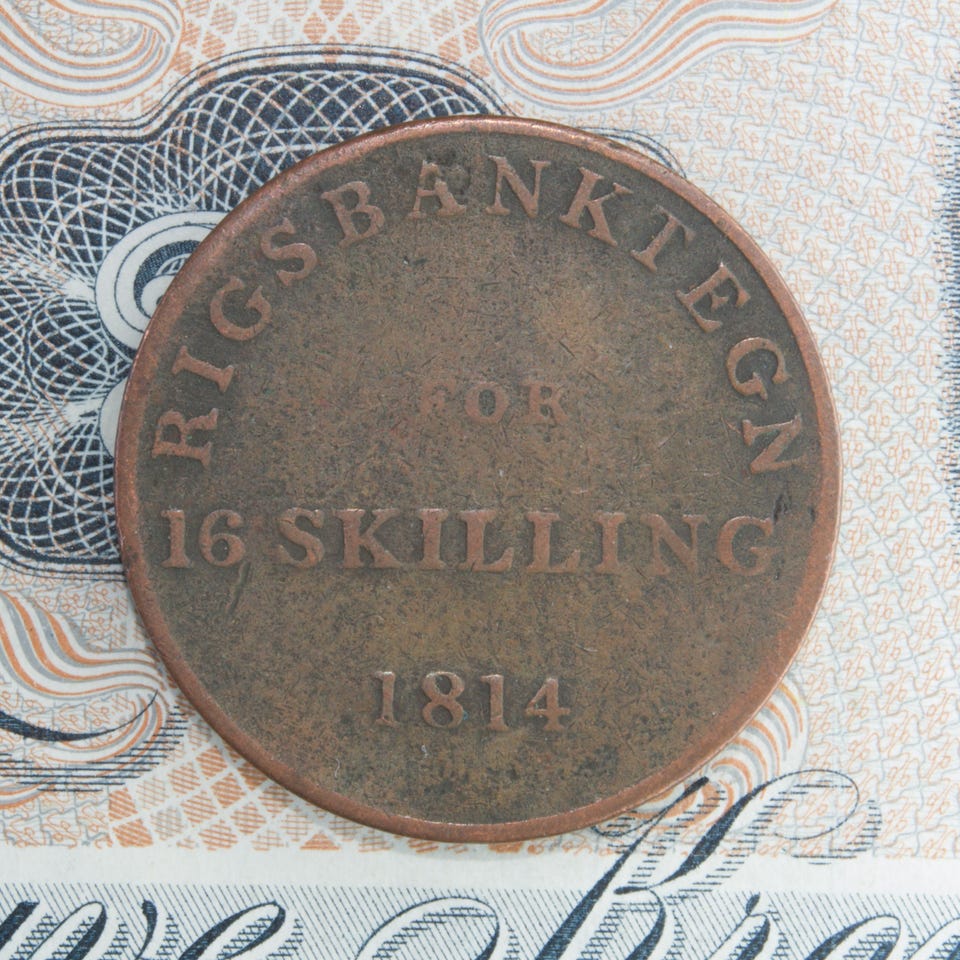 RIGSBANKTEGN
FOR
16 SKILLING
1814